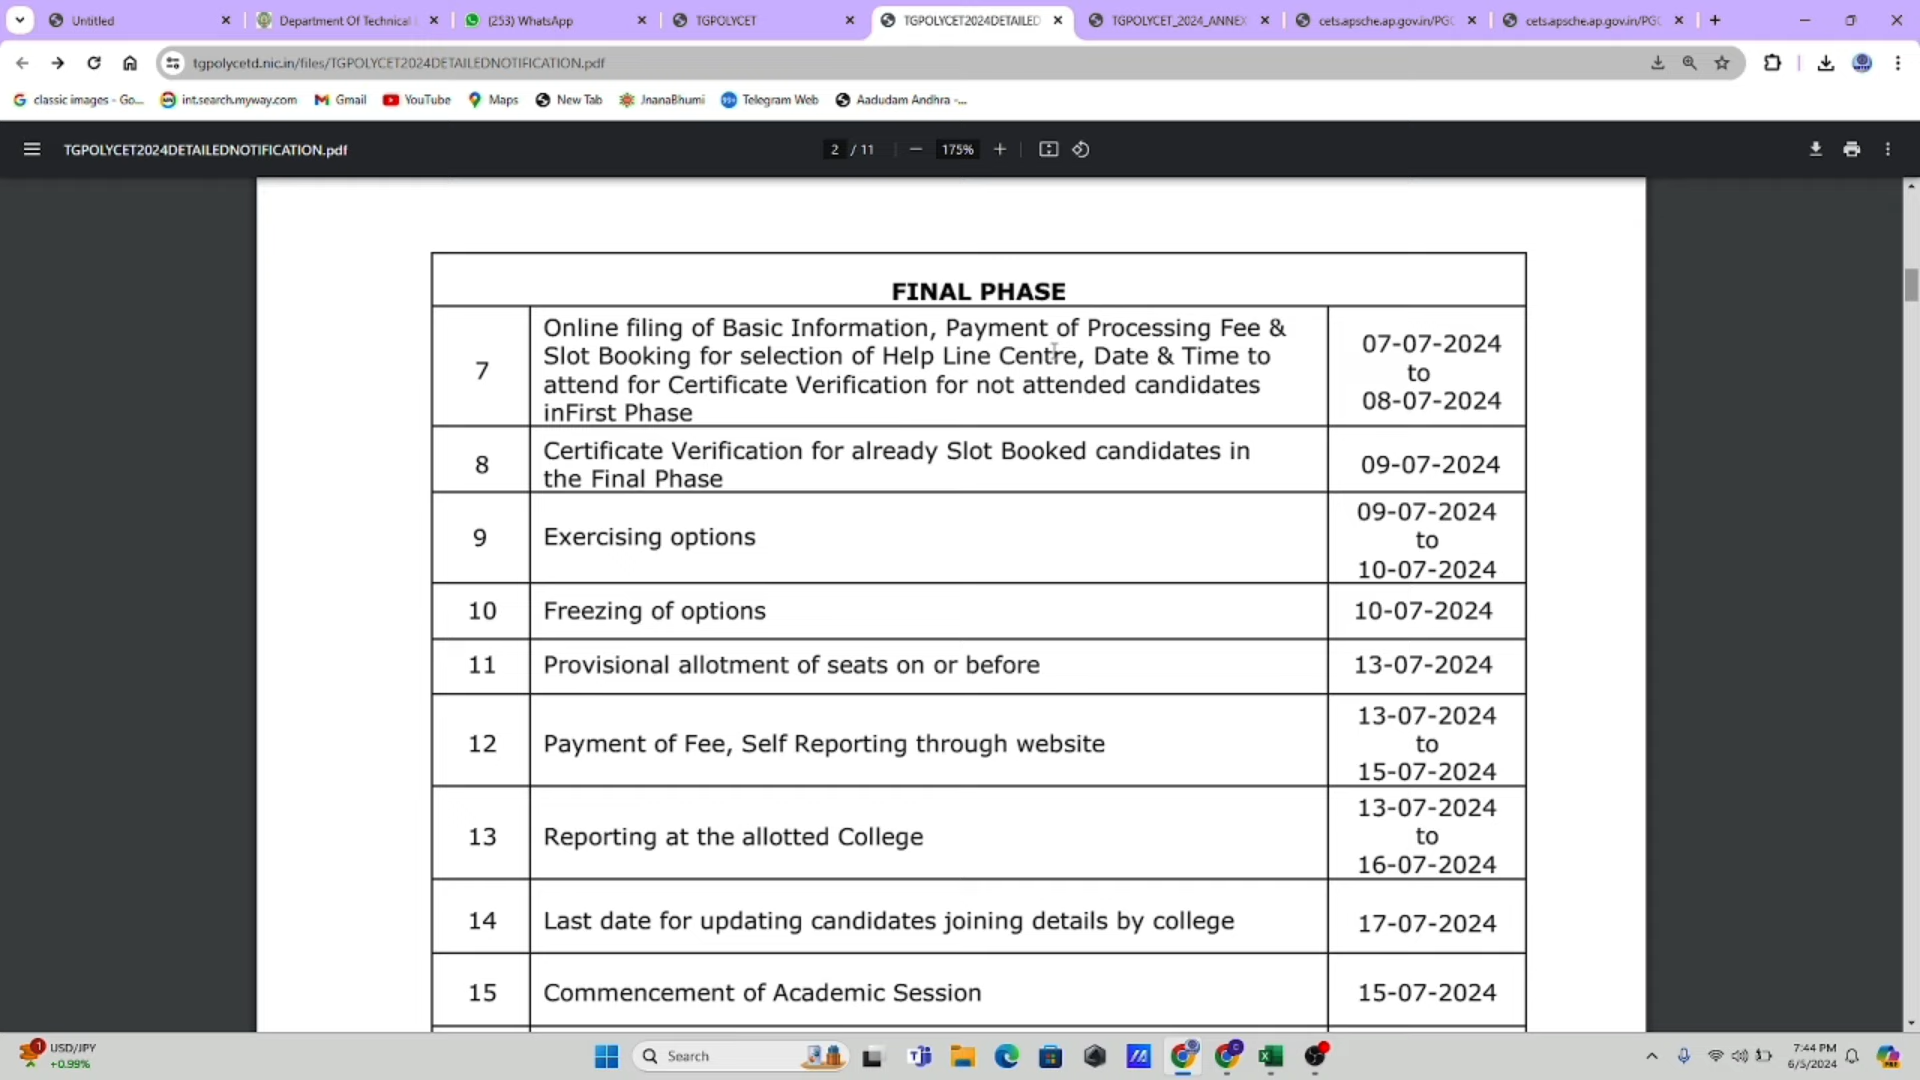 Untitled
Department Of Technical
(253) WhatsApp
TGPOLYCET
TGPOLYCET2024DETAILED
TGPOLYCET_2024_ANNEX
cets.apsche.ap.gov.in/PG
cets.apsche.ap.gov.in/PG
tgpolycetd.nic.in/files/TGPOLYCET2024DETAILEDNOTIFICATION.pdf
classic images - Go...
int.search.myway.com
Gmail
YouTube
Maps
New Tab
JnanaBhumi
Telegram Web
Aadudam Andhra -...
TGPOLYCET2024DETAILEDNOTIFICATION.pdf
2 / 11
175%
FINAL PHASE
7
Online filing of Basic Information, Payment of Processing Fee &
Slot Booking for selection of Help Line Centre, Date & Time to
attend for Certificate Verification for not attended candidates
inFirst Phase
07-07-2024
to
08-07-2024
8
Certificate Verification for already Slot Booked candidates in
the Final Phase
09-07-2024
9
Exercising options
09-07-2024
to
10-07-2024
10
Freezing of options
10-07-2024
11
Provisional allotment of seats on or before
13-07-2024
12
Payment of Fee, Self Reporting through website
13-07-2024
to
15-07-2024
13
Reporting at the allotted College
13-07-2024
to
16-07-2024
14
Last date for updating candidates joining details by college
17-07-2024
15
Commencement of Academic Session
15-07-2024
1
USD/JPY
+0.99%
Search
7:44 PM
6/5/2024